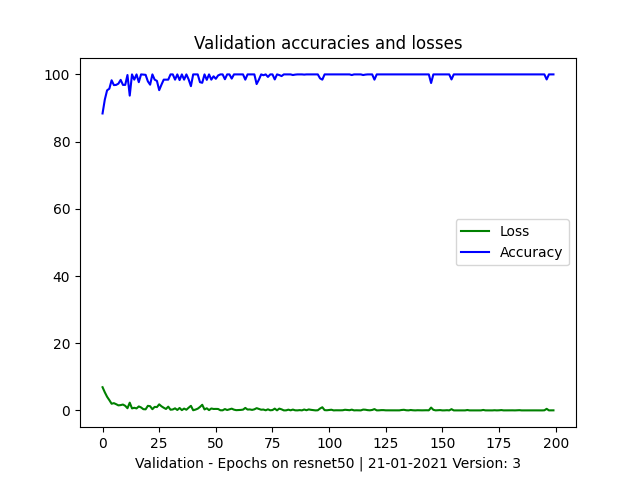 Validation accuracies and losses
100
80
60
40
20
0
Loss
Accuracy
0 25 50 75 100 125 150 175 200
Validation - Epochs on resnet50 | 21-01-2021 Version: 3